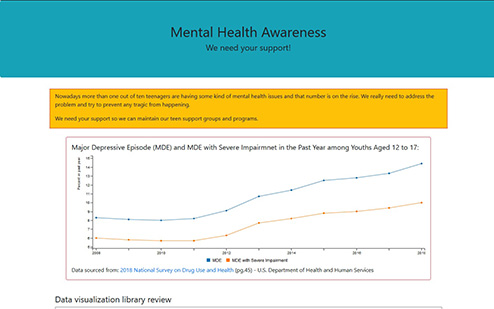 Mental Health Awareness
We need your support!
Nowadays more than one out of ten teenagers are having some kind of mental health issues and that number is on the rise. We really need to address the
problem and try to prevent any tragic from happening.
We need your support so we can maintain our teen support groups and programs.
Major Depressive Episode (MDE) and MDE with Severe Impairmnet in the Past Year among Youths Aged 12 to 17:
Percent in past year
15
14
13
12
11
10
9
8
7
6
5
2006 2010 2012 2014 2016 2018 2019
MDE MDE with Severe Impairment
Data sourced from: 2018 National Survey on Drug Use and Health (pg.45) - U.S. Department of Health and Human Services
Data visualization library review